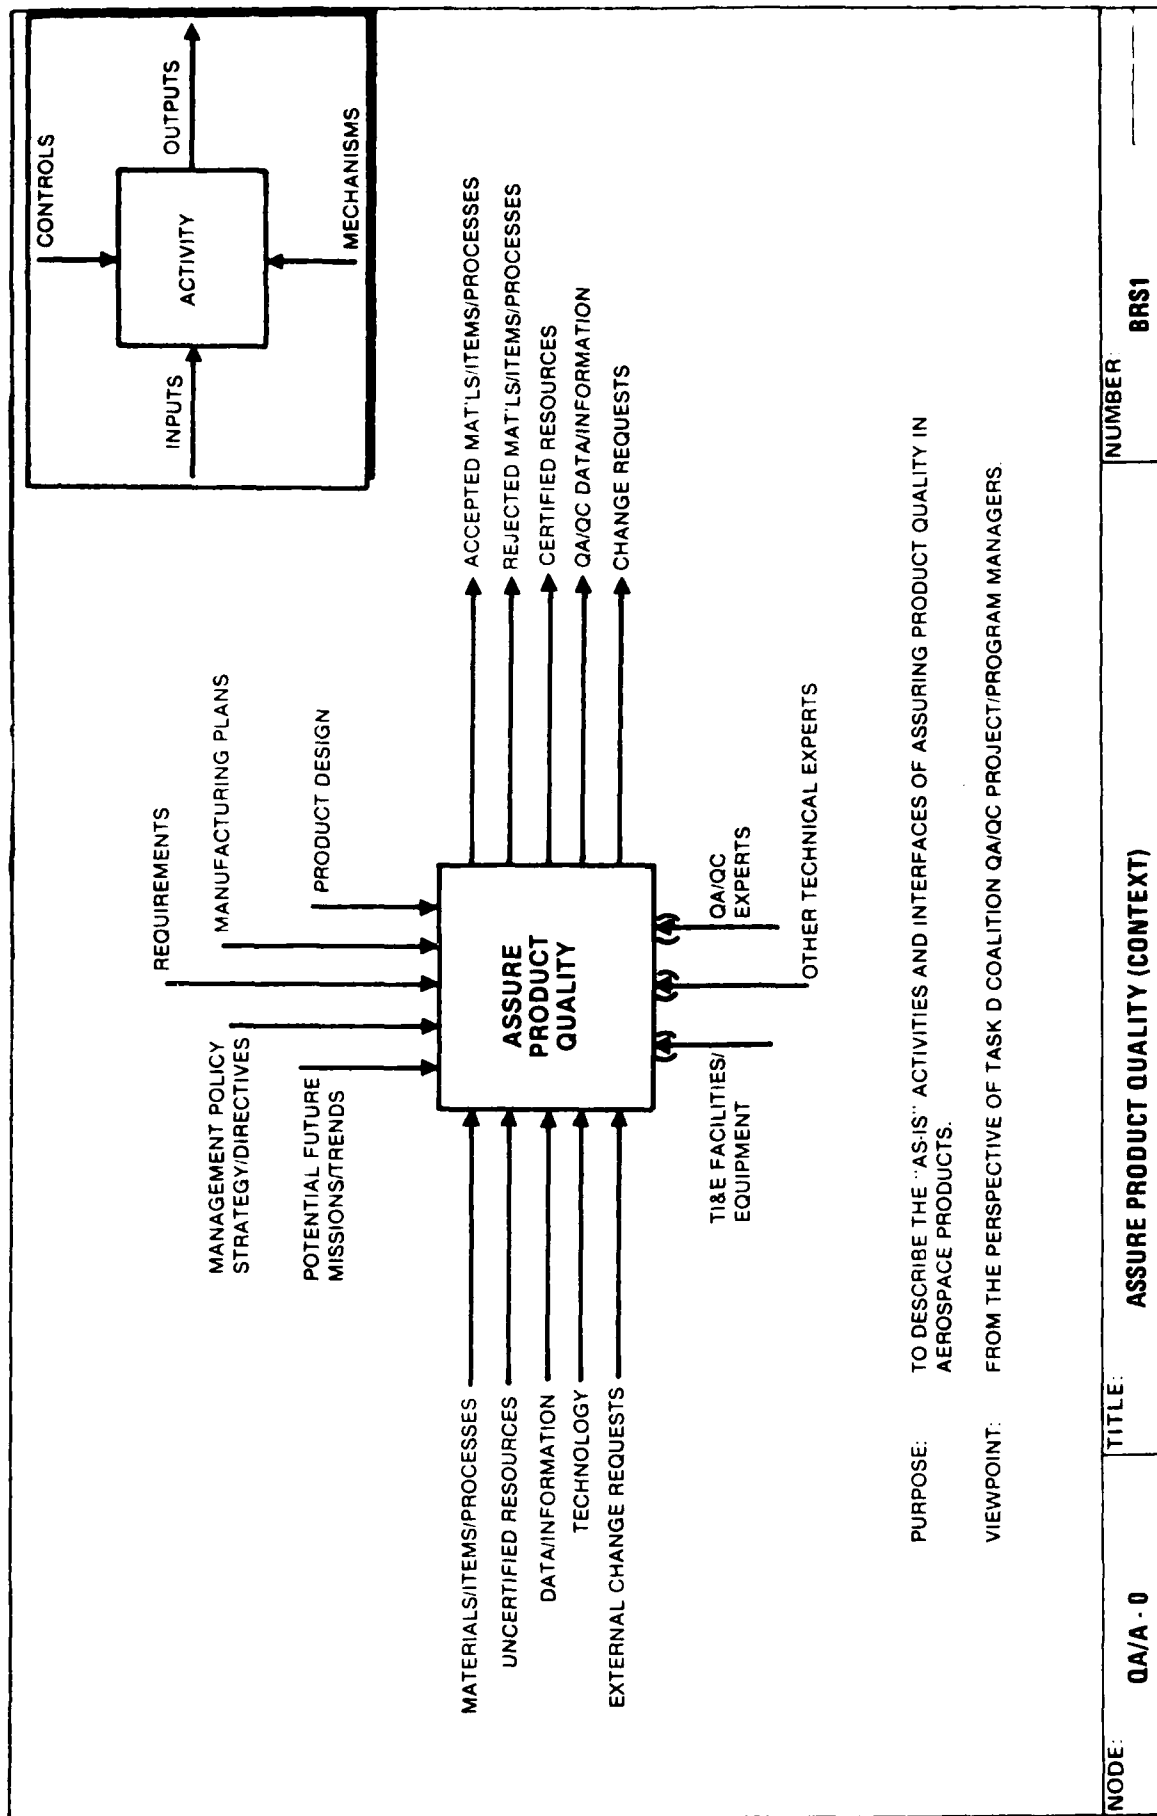 CONTROLS
INPUTS
ACTIVITY
OUTPUTS
MECHANISMS
REQUIREMENTS
MANAGEMENT POLICY
STRATEGY/DIRECTIVES
MANUFACTURING PLANS
POTENTIAL FUTURE
MISSIONS/TRENDS
PRODUCT DESIGN
MATERIALS/ITEMS/PROCESSES
UNCERTIFIED RESOURCES
DATA/INFORMATION
TECHNOLOGY
EXTERNAL CHANGE REQUESTS
ASSURE
PRODUCT
QUALITY
ACCEPTED MAT'LS/ITEMS/PROCESSES
REJECTED MAT'LS/ITEMS/PROCESSES
CERTIFIED RESOURCES
QA/QC DATA/INFORMATION
CHANGE REQUESTS
TI&E FACILITIES/
EQUIPMENT
QA/QC
EXPERTS
OTHER TECHNICAL EXPERTS
PURPOSE: TO DESCRIBE THE "AS-IS" ACTIVITIES AND INTERFACES OF ASSURING PRODUCT QUALITY IN
AEROSPACE PRODUCTS.
VIEWPOINT: FROM THE PERSPECTIVE OF TASK D COALITION QA/QC PROJECT/PROGRAM MANAGERS.
NODE: QA/A - 0
TITLE: ASSURE PRODUCT QUALITY (CONTEXT)
NUMBER: BRS1